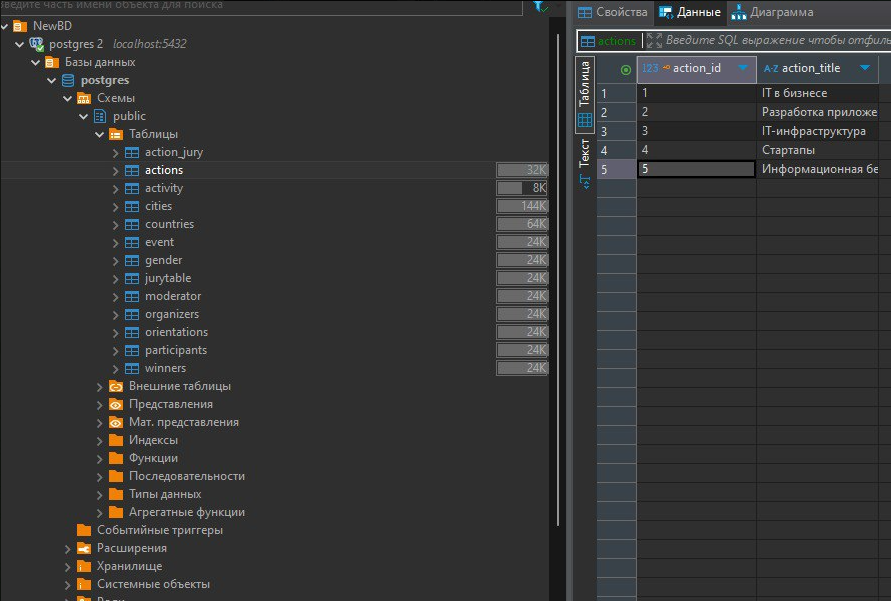 введите часть имени объекта для поиска
NewBD
postgres 2 localhost:5432
Базы данных
postgres
Схемы
public
Таблицы
action_jury
actions 32K
activity 8K
cities 144K
countries 64K
event 24K
gender 24K
jurytable 24K
moderator 24K
organizers 24K
orientations 24K
participants 24K
winners 24K
Внешние таблицы
Представления
Мат. представления
Индексы
Функции
Последовательности
Типы данных
Агрегатные функции
Событийные триггеры
Расширения
Хранилище
Системные объекты
Роли
Свойства Данные Диаграмма
actions Введите SQL выражение чтобы отфиль
Таблица
Текст
123 action_id A-Z action_title
1 1 IT в бизнесе
2 2 Разработка приложе
3 3 IT-инфраструктура
4 4 Стартапы
5 5 Информационная бе